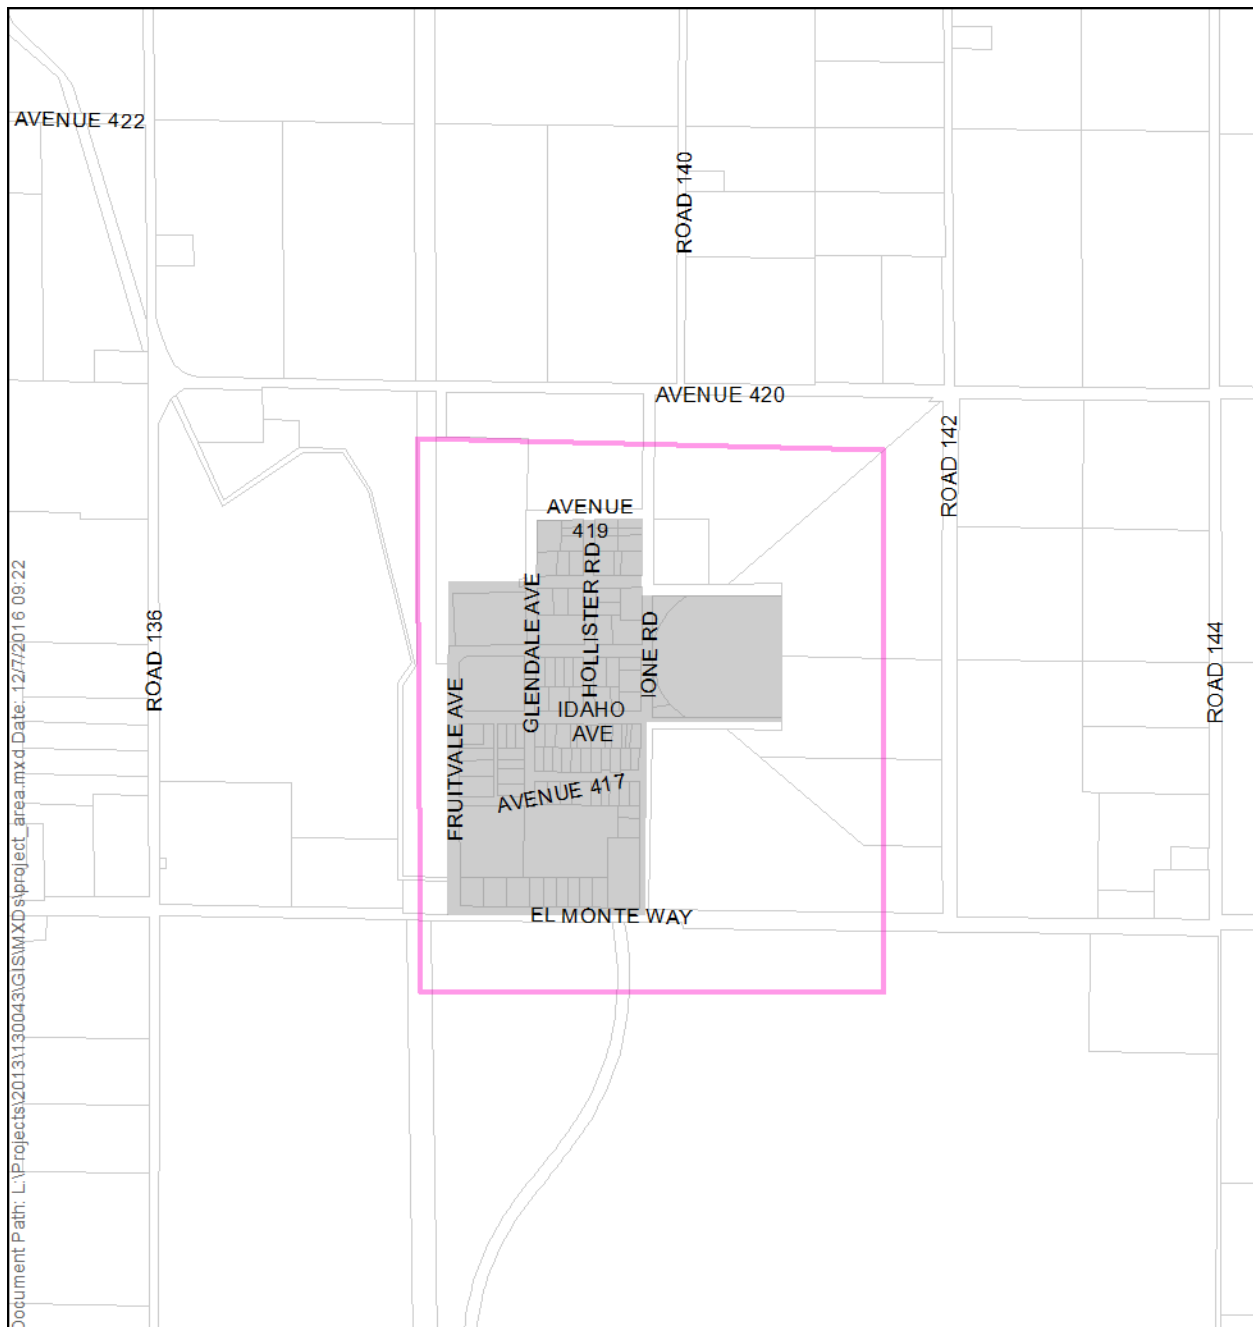 AVENUE 422
ROAD 140
AVENUE 420
ROAD 142
AVENUE
419
HOLLISTER RD
GLENDALE AVE
IONE RD
ROAD 136
ROAD 144
FRUITVALE AVE
IDAHO
AVE
AVENUE 417
EL MONTE WAY
Document Path: L:\Projects\2013\130043\GIS\MXDs\project_area.mxd Date: 12/7/2016 09:22